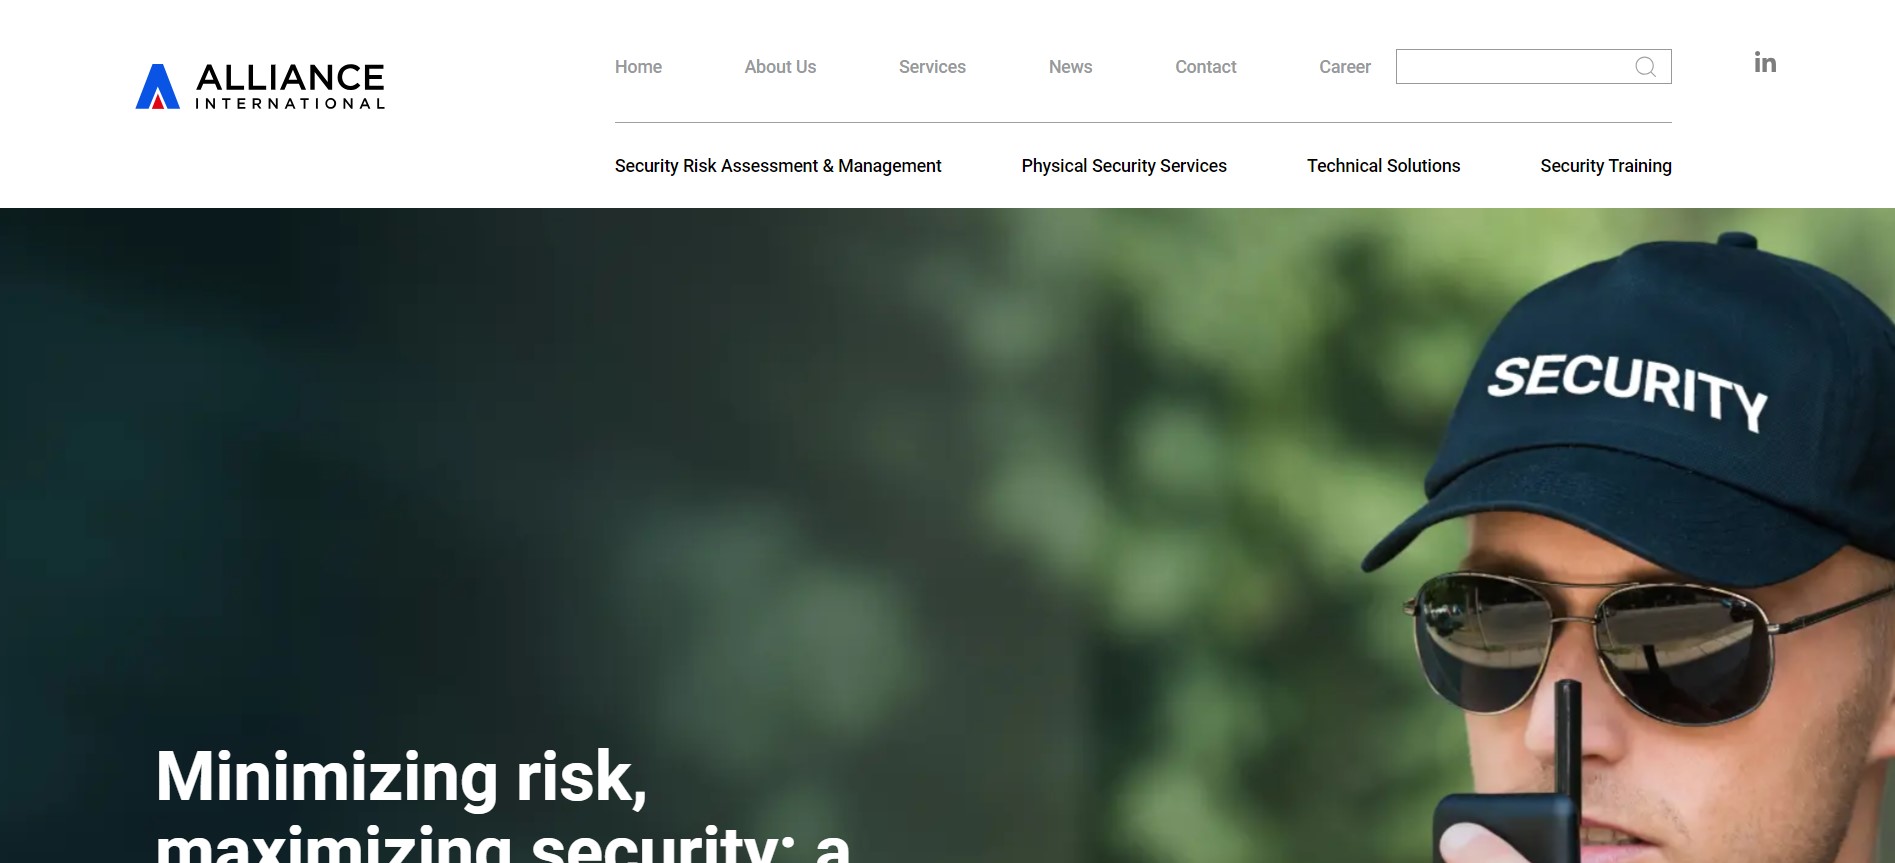 ALLIANCE
INTERNATIONAL
Home About Us Services News Contact Career
in
Security Risk Assessment & Management Physical Security Services Technical Solutions Security Training
SECURITY
Minimizing risk,
maximizing security: a